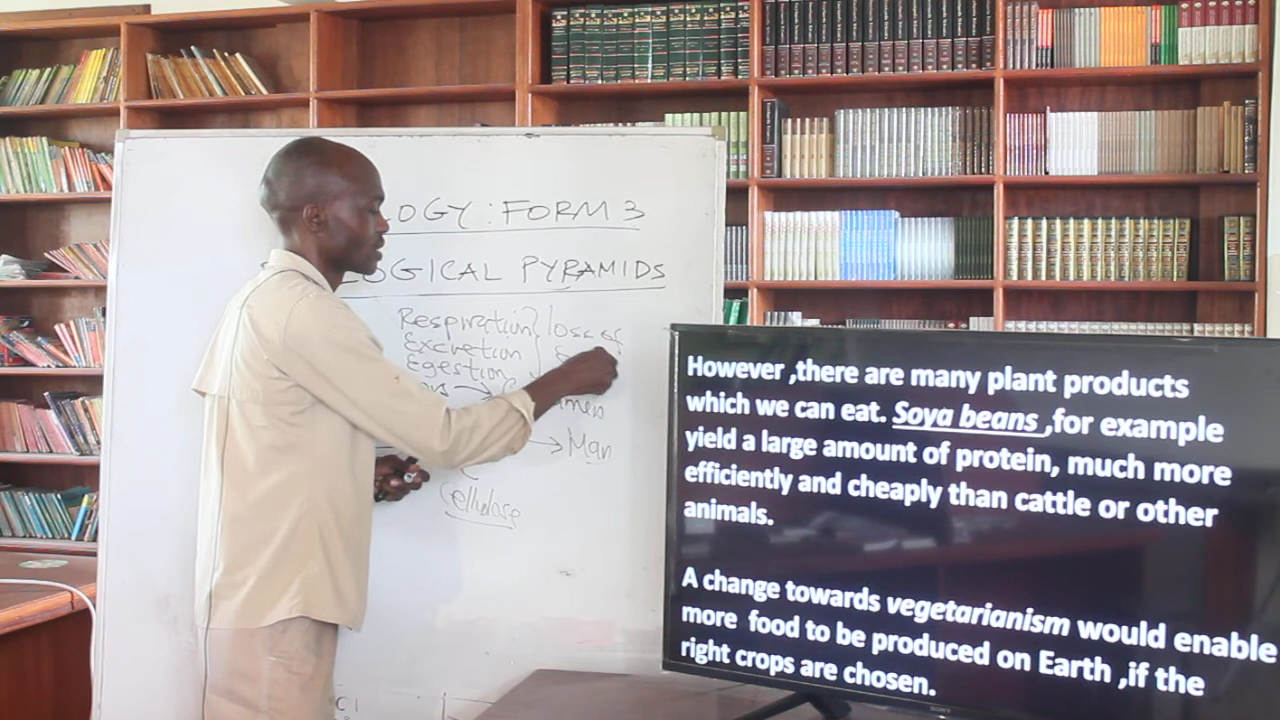 OGY : FORM 3
OGICAL PYRAMIDS
Respiration } loss of
Excretion
Egestion
Man
Cellulose
However ,there are many plant products
which we can eat. Soya beans ,for example
yield a large amount of protein, much more
efficiently and cheaply than cattle or other
animals.
A change towards vegetarianism would enable
more food to be produced on Earth ,if the
right crops are chosen.
SONY